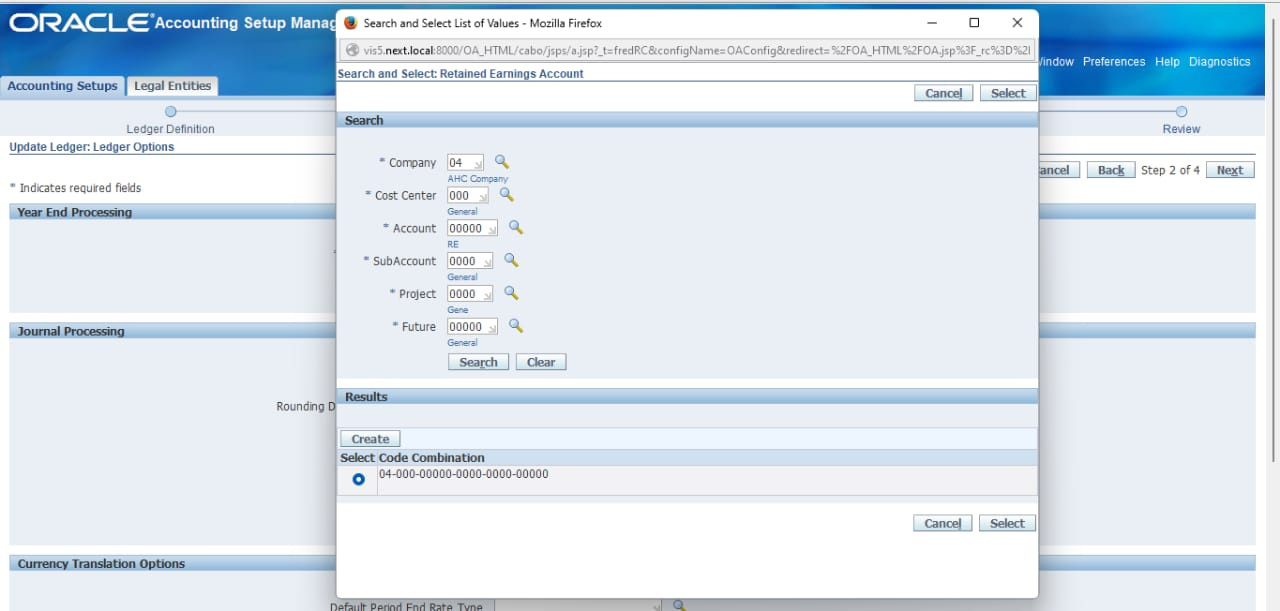 ORACLE Accounting Setup Manag
Search and Select List of Values - Mozilla Firefox
vis5.next.local:8000/OA_HTML/cabo/jsps/a.jsp?_t=fredRC&configName=OAConfig&redirect=%2FOA_HTML%2FOA.jsp%3F_rc%3D%2
indow Preferences Help Diagnostics
Accounting Setups Legal Entities
Ledger Definition
Review
Update Ledger: Ledger Options
ancel Back Step 2 of 4 Next
* Indicates required fields
Year End Processing
*
Journal Processing
Rounding D
Currency Translation Options
Default Period End Rate Type
Search and Select: Retained Earnings Account
Cancel Select
Search
* Company 04
AHC Company
* Cost Center 000
General
* Account 00000
RE
* SubAccount 0000
General
* Project 0000
Gene
* Future 00000
General
Search Clear
Results
Create
Select Code Combination
04-000-00000-0000-0000-00000
Cancel Select